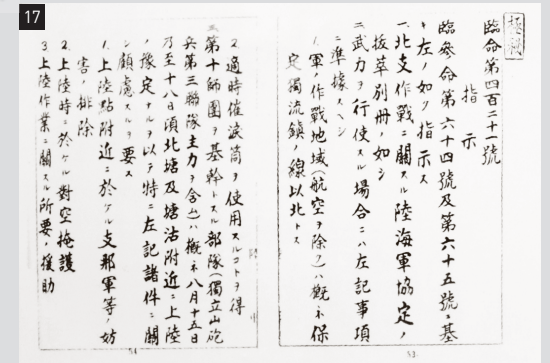 17
極秘
臨命第四百二十一號
指示
臨參命第六十四號及第六十五號ニ基
キ左ノ如ク指示ス
一、北支作戰ニ關スル陸海軍協定ノ
拔萃別冊ノ如シ
二、武力ヲ行使スル場合ニハ左記事項
ニ準據スヘシ
1、軍ノ作戰地域(航空ヲ除ク)ハ概ネ保
定獨流鎮ノ線以北トス
53
2、適時催淚筒ヲ使用スルコトヲ得
三、第十師團ヲ基幹トスル部隊(獨立山砲
兵第三聯隊主力ヲ含ム)ハ概ネ八月十五日
乃至十八日頃北塘及塘沽附近ニ上陸
ノ豫定ナルヲ以テ特ニ左記諸件ニ關
シ顧慮スルヲ要ス
1、上陸點附近ニ於ケル支那軍等ノ妨
害ノ排除
2、上陸時ニ於ケル對空掩護
3、上陸作業ニ關スル所要ノ援助
54